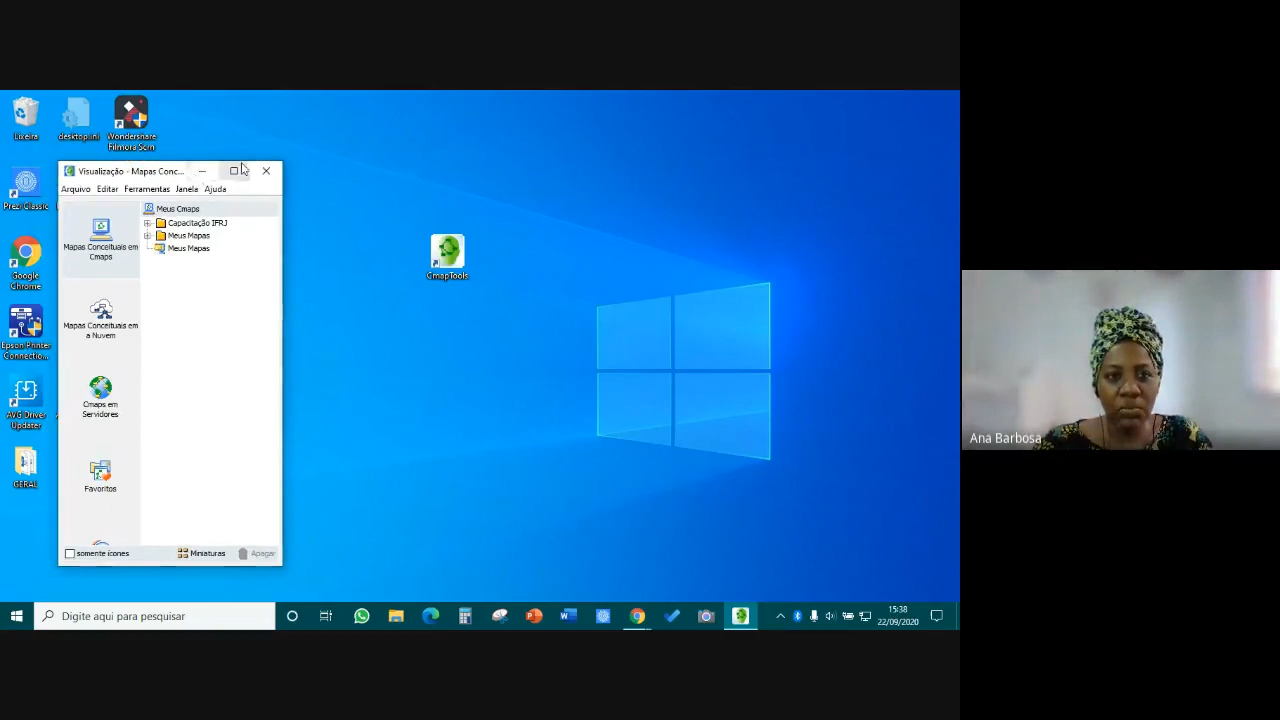 Lixeira
desktop.ini
Wondershare
Filmora Scrn
Prezi Classic
Google
Chrome
Epson Printer
Connectio...
AVG Driver
Updater
GERAL
Visualização - Mapas Conc...
Arquivo Editar Ferramentas Janela Ajuda
Mapas Conceituais em
Cmaps
Mapas Conceituais em
a Nuvem
Cmaps em
Servidores
Favoritos
Meus Cmaps
Capacitação IFRJ
Meus Mapas
Meus Mapas
somente ícones
Miniaturas
Apagar
CmapTools
Ana Barbosa
Digite aqui para pesquisar
15:38
22/09/2020